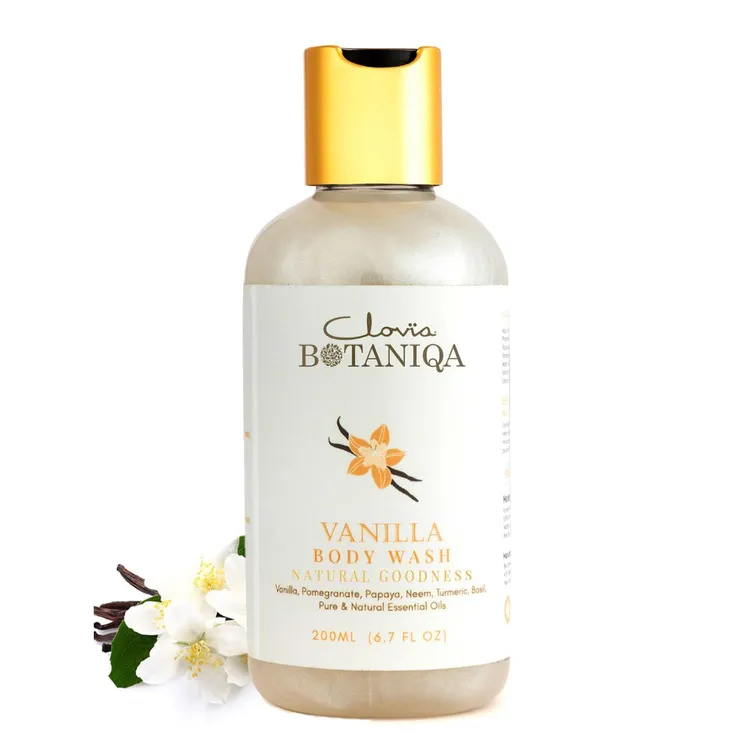 Clovia
BOTANIQA
VANILLA
BODY WASH
NATURAL GOODNESS
Vanilla, Pomegranate, Papaya, Neem, Turmeric, Basil,
Pure & Natural Essential Oils
200ML (6.7 FL OZ)